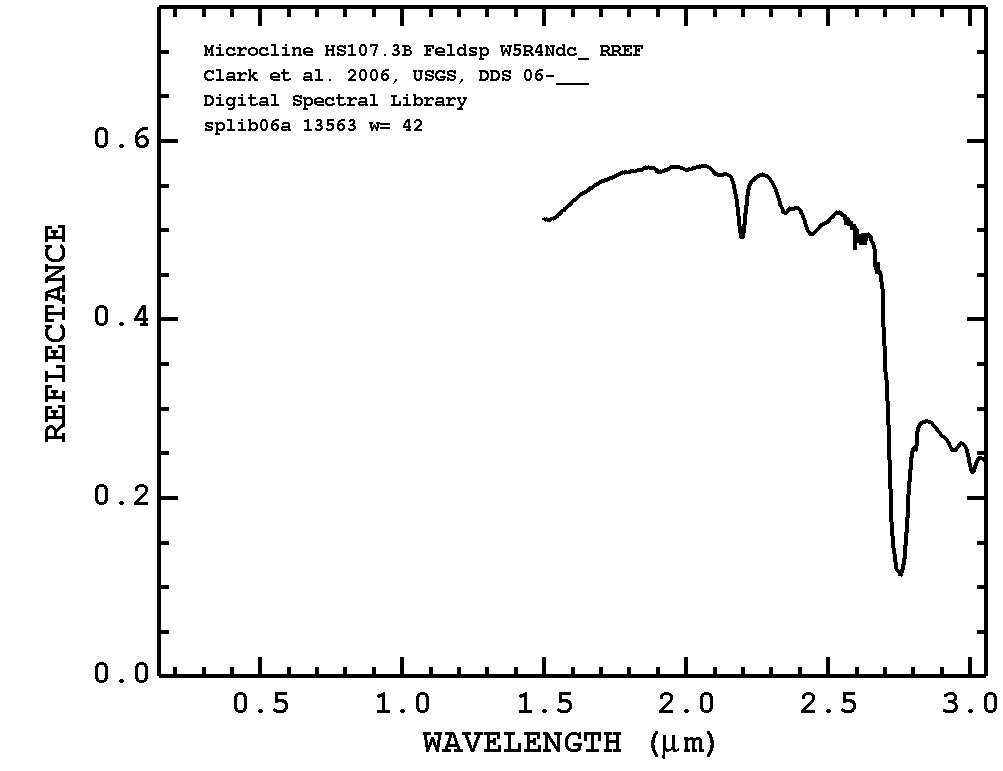 Microcline HS107.3B Feldsp W5R4Ndc_ RREF
Clark et al. 2006, USGS, DDS 06-___
Digital Spectral Library
splib06a 13563 w= 42
REFLECTANCE
0.6
0.4
0.2
0.0
0.5 1.0 1.5 2.0 2.5 3.0
WAVELENGTH (μm)